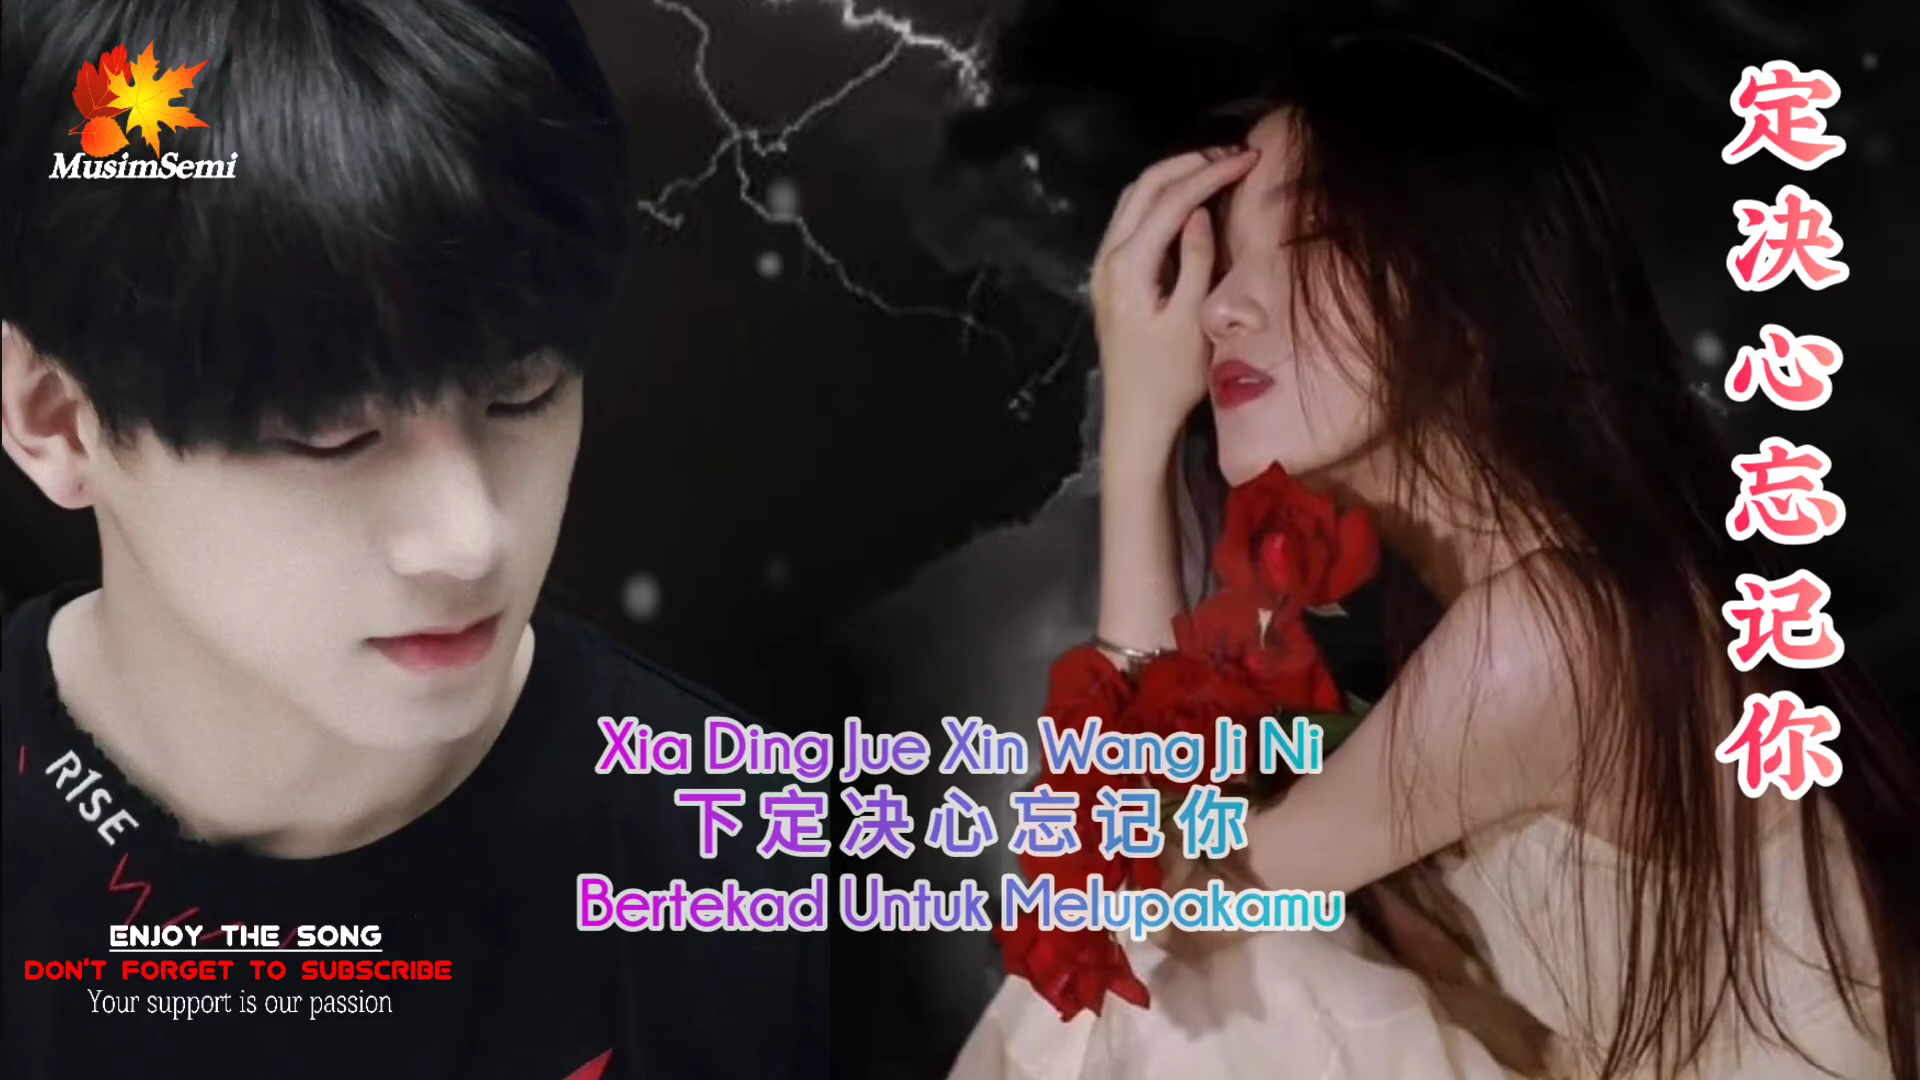 MusimSemi
定决心忘记你
R1SE
Xia Ding Jue Xin Wang Ji Ni
下定决心忘记你
Bertekad Untuk Melupakamu
ENJOY THE SONG
DON'T FORGET TO SUBSCRIBE
Your support is our passion